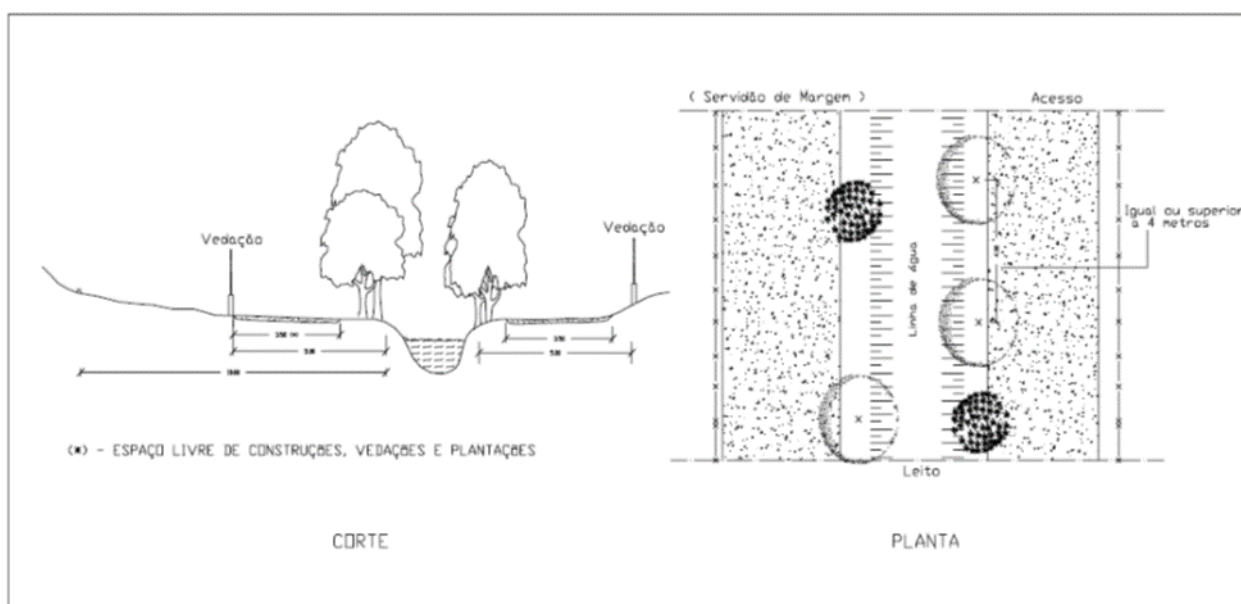 Vedação
Vedação
(*) - ESPAÇO LIVRE DE CONSTRUÇÕES, VEDAÇÕES E PLANTAÇÕES
CORTE
( Servidão de Margem )
Acesso
Linha de água
Igual ou superior
a 4 metros
Leito
PLANTA